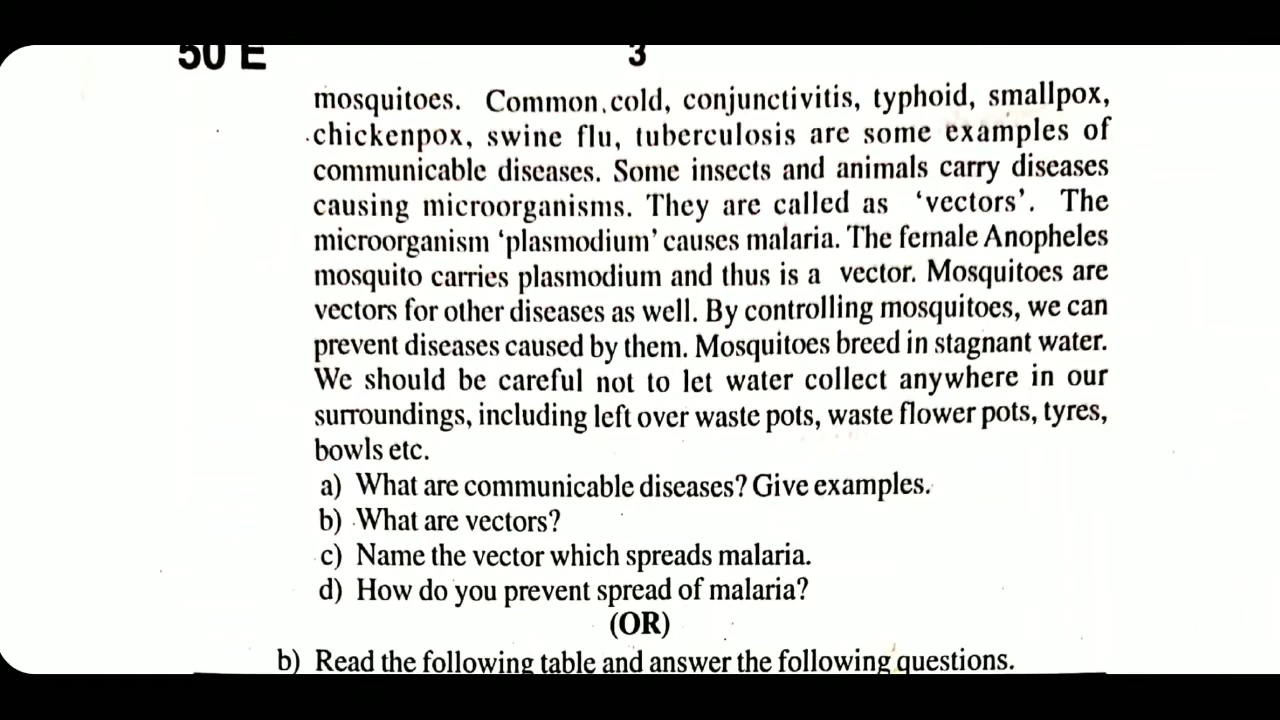 50 E 3
mosquitoes. Common cold, conjunctivitis, typhoid, smallpox,
chickenpox, swine flu, tuberculosis are some examples of
communicable diseases. Some insects and animals carry diseases
causing microorganisms. They are called as ‘vectors’. The
microorganism ‘plasmodium’ causes malaria. The female Anopheles
mosquito carries plasmodium and thus is a vector. Mosquitoes are
vectors for other diseases as well. By controlling mosquitoes, we can
prevent diseases caused by them. Mosquitoes breed in stagnant water.
We should be careful not to let water collect anywhere in our
surroundings, including left over waste pots, waste flower pots, tyres,
bowls etc.
a) What are communicable diseases? Give examples.
b) What are vectors?
c) Name the vector which spreads malaria.
d) How do you prevent spread of malaria?
(OR)
b) Read the following table and answer the following questions.